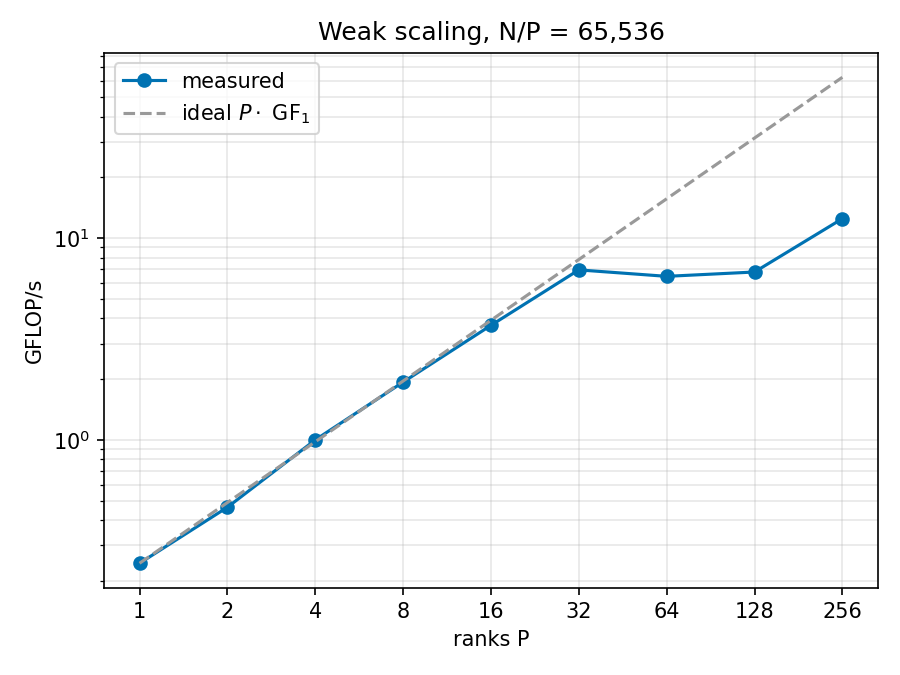 Weak scaling, N/P = 65,536
measured
ideal P · GF₁
10¹
10⁰
GFLOP/s
1 2 4 8 16 32 64 128 256
ranks P